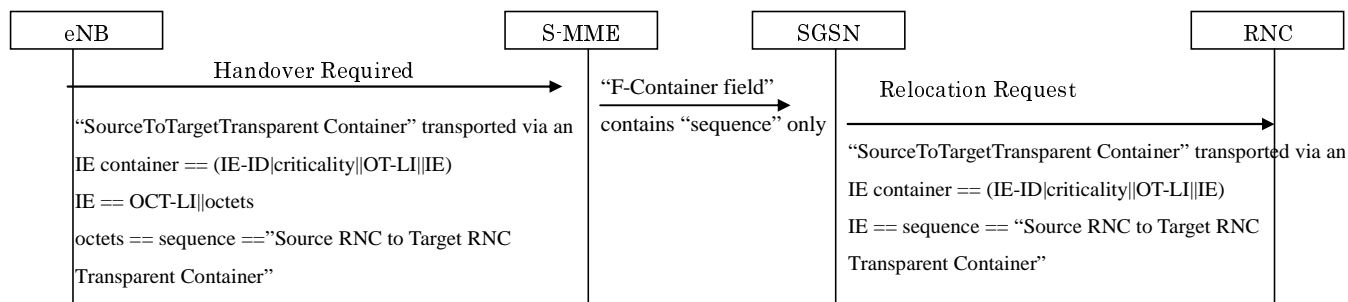 eNB
S-MME
SGSN
RNC
Handover Required
“F-Container field”
contains “sequence” only
Relocation Request
“SourceToTargetTransparent Container” transported via an
IE container == (IE-ID|criticality||OT-LI||IE)
IE == OCT-LI||octets
octets == sequence ==”Source RNC to Target RNC
Transparent Container”
“SourceToTargetTransparent Container” transported via an
IE container == (IE-ID|criticality||OT-LI||IE)
IE == sequence == “Source RNC to Target RNC
Transparent Container”